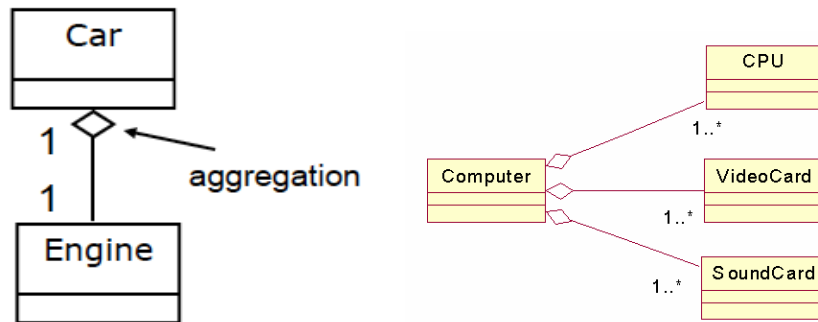 Car
1
aggregation
1
Engine
CPU
1..*
Computer
VideoCard
1..*
SoundCard
1..*